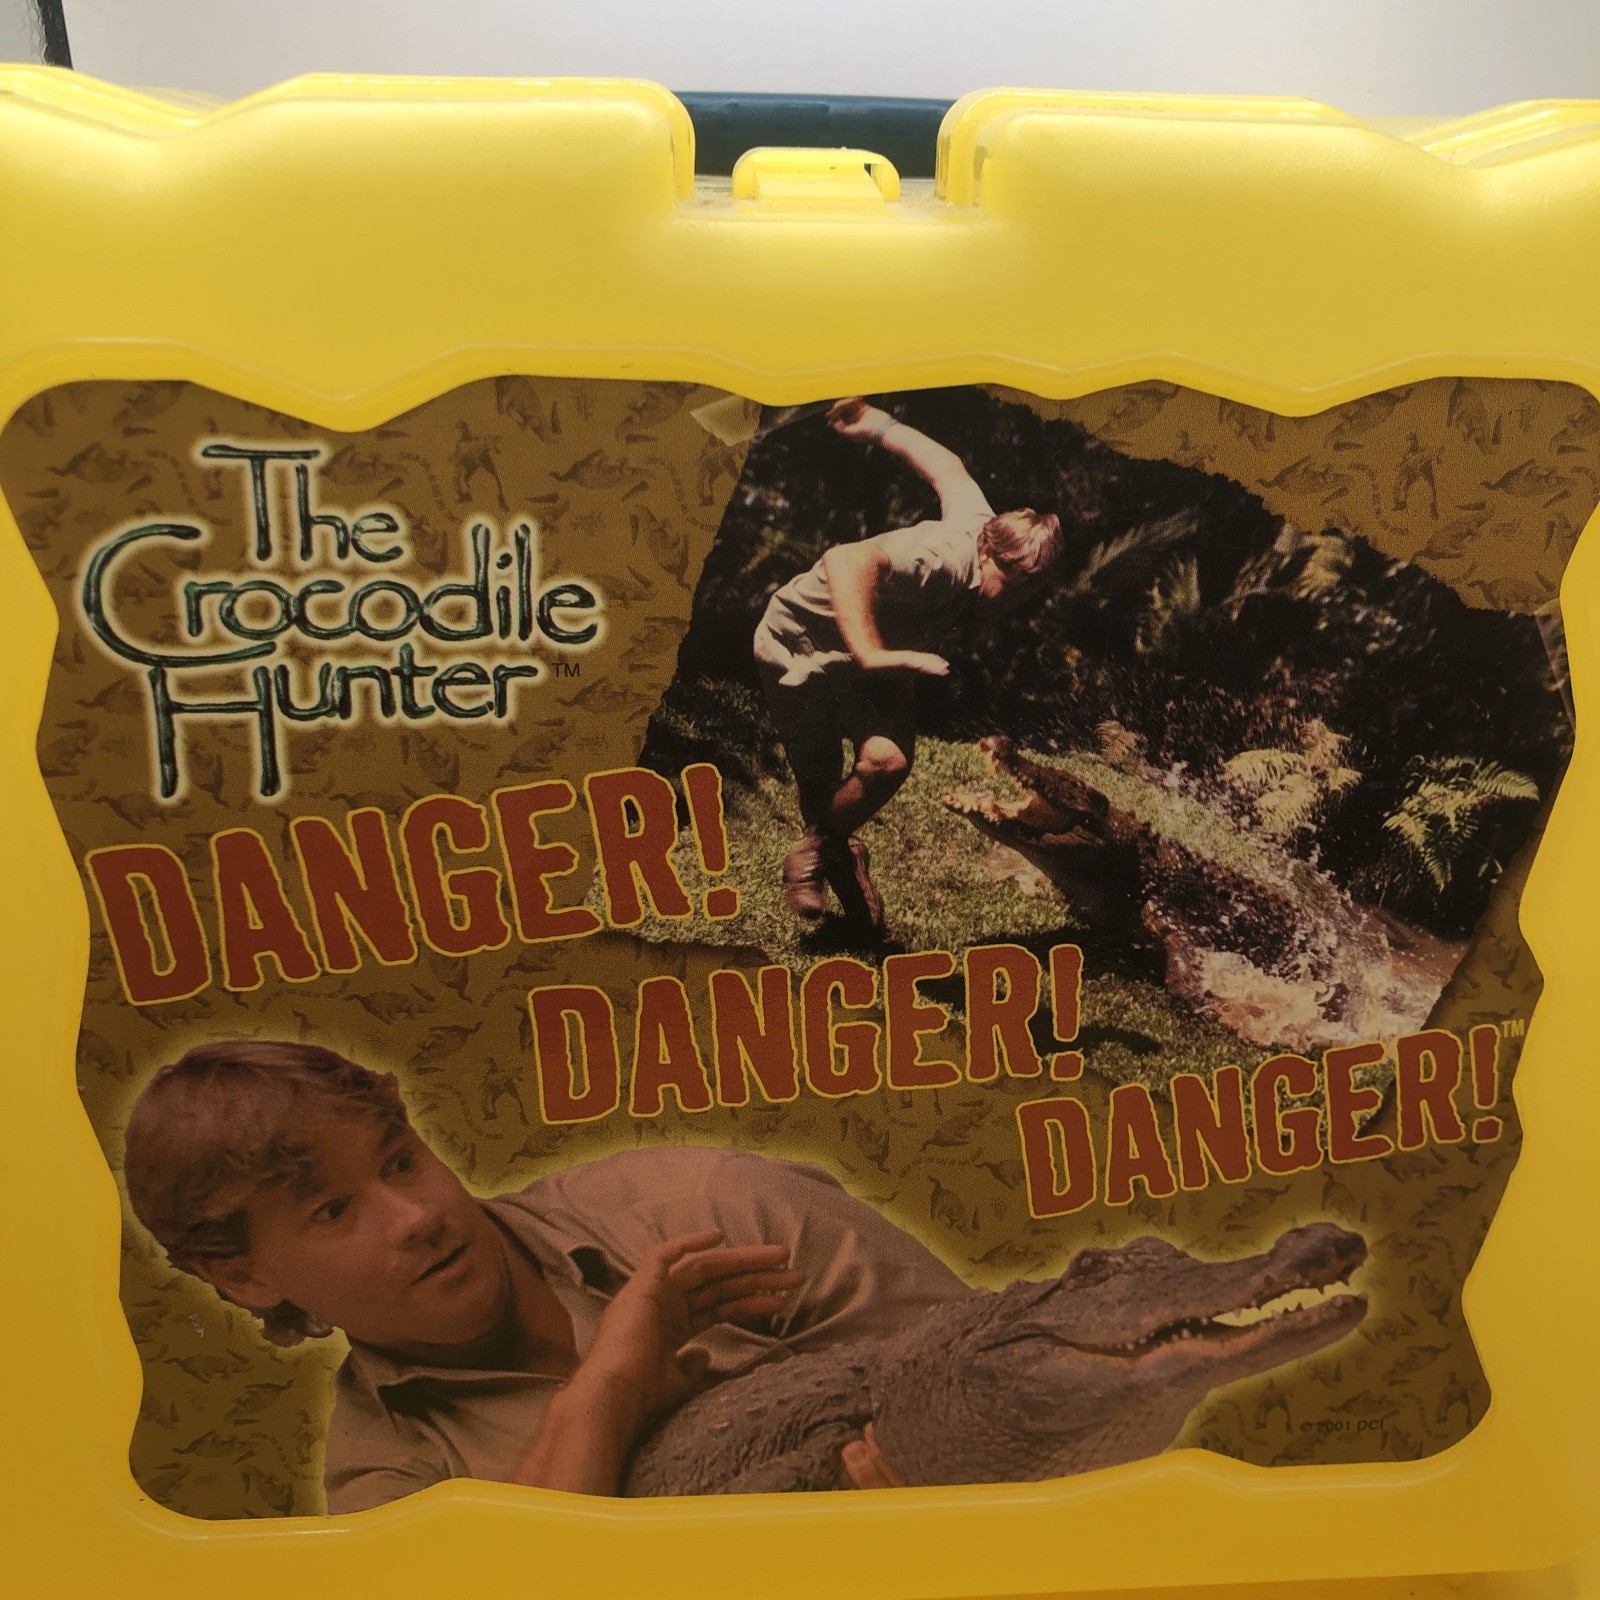 The
Crocodile
Hunter™
DANGER!
DANGER!
DANGER!™
© 2001 DCI